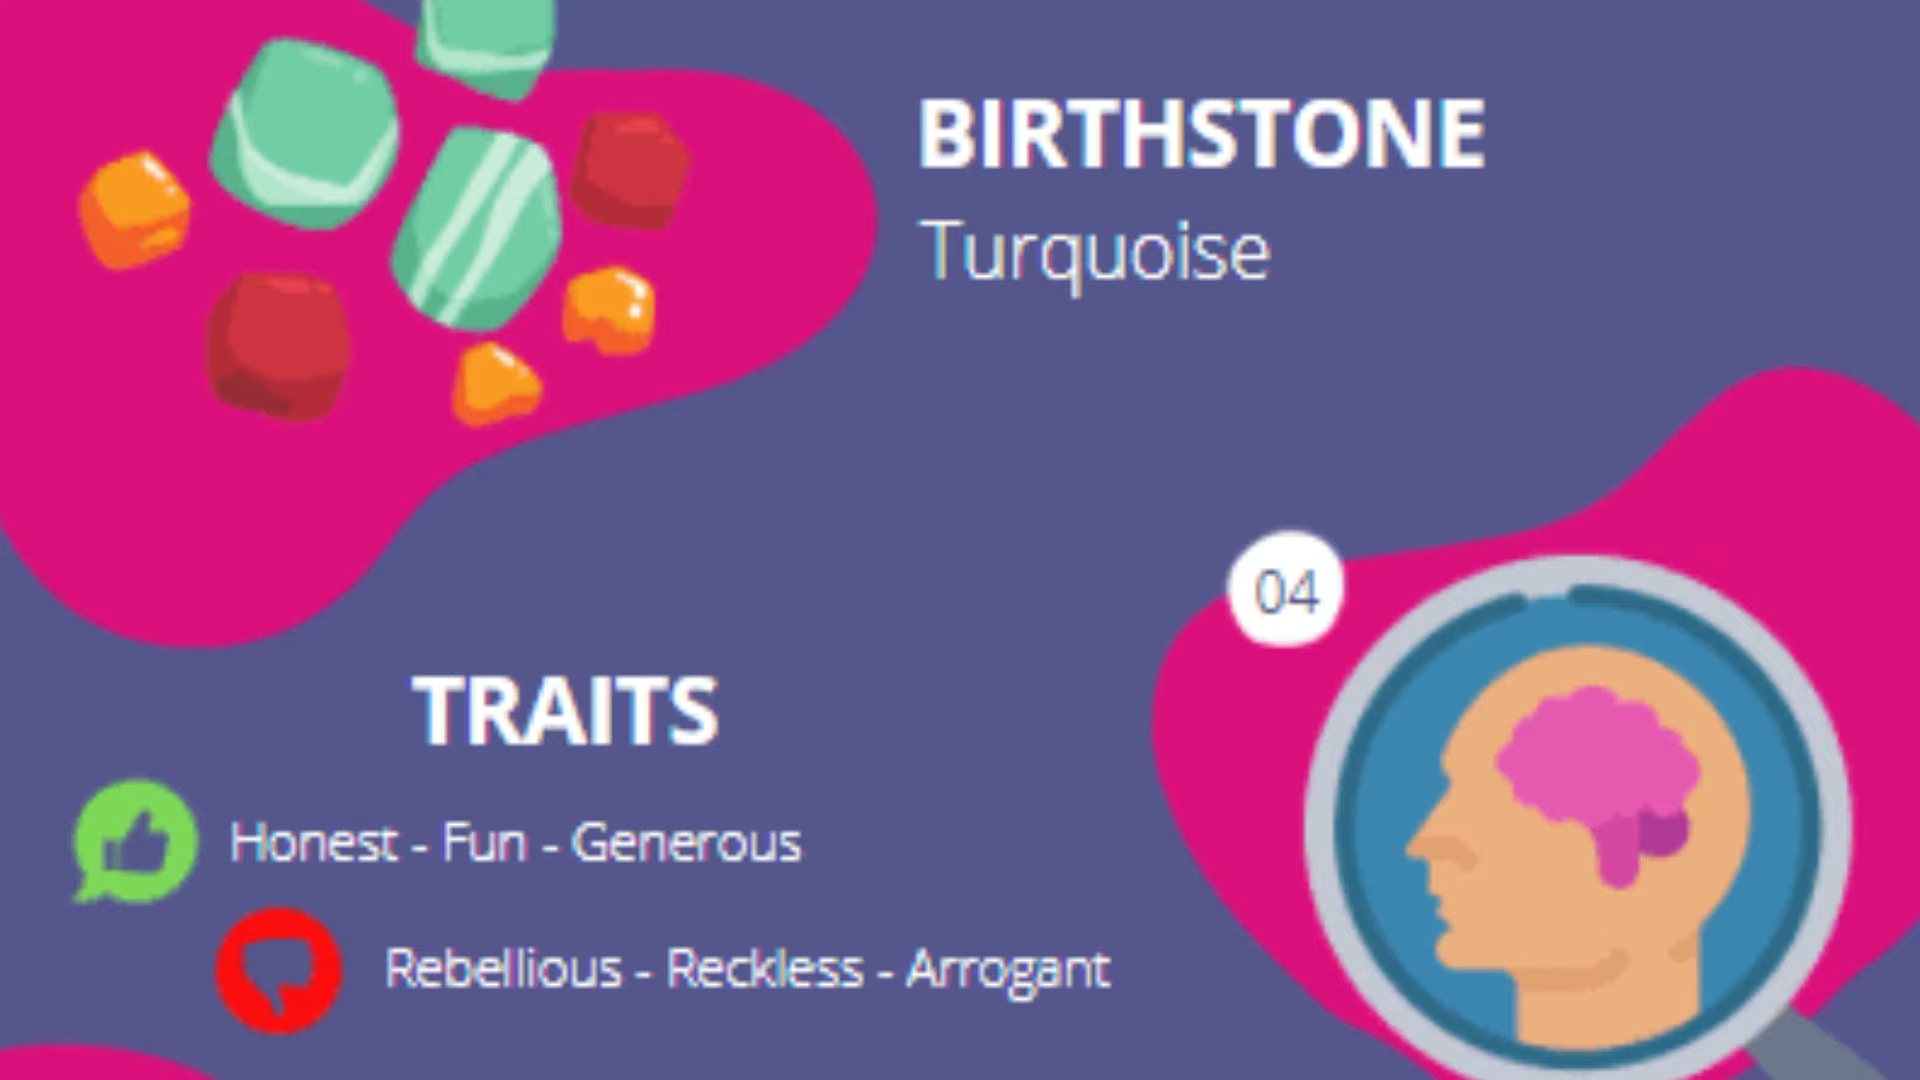 BIRTHSTONE
Turquoise
04
TRAITS
Honest - Fun - Generous
Rebellious - Reckless - Arrogant